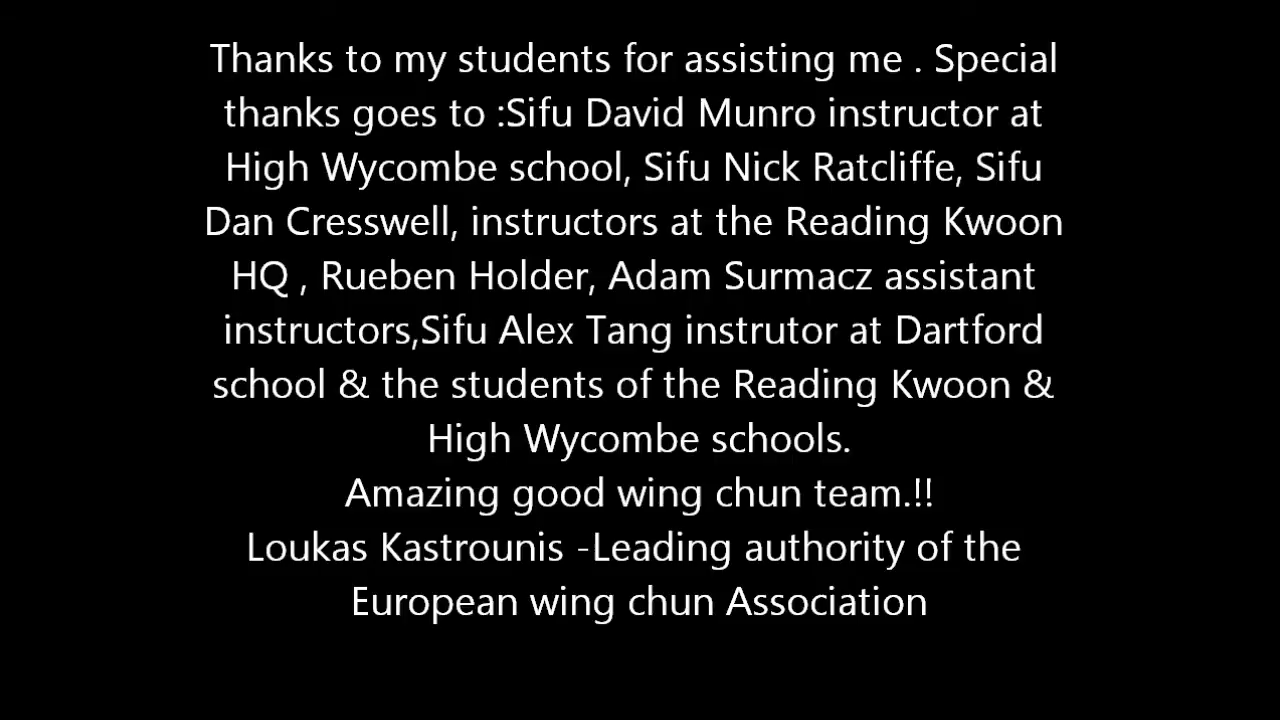 Thanks to my students for assisting me . Special
thanks goes to :Sifu David Munro instructor at
High Wycombe school, Sifu Nick Ratcliffe, Sifu
Dan Cresswell, instructors at the Reading Kwoon
HQ , Rueben Holder, Adam Surmacz assistant
instructors,Sifu Alex Tang instrutor at Dartford
school & the students of the Reading Kwoon &
High Wycombe schools.
Amazing good wing chun team.!!
Loukas Kastrounis -Leading authority of the
European wing chun Association